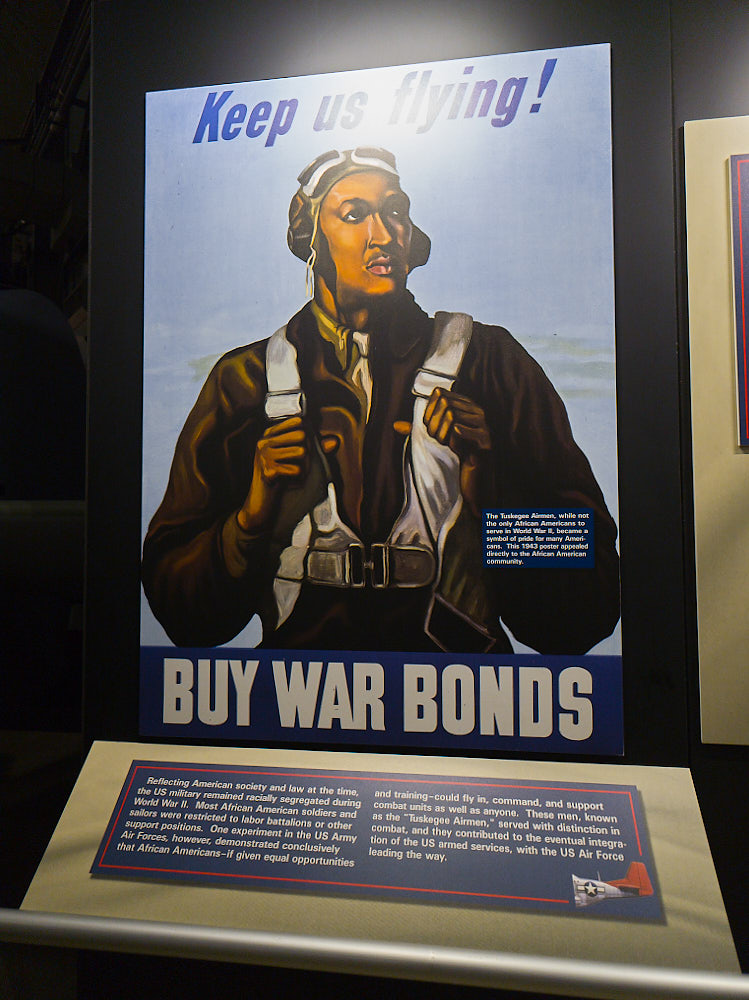 Keep us flying!
The Tuskegee Airmen, while not
the only African Americans to
serve in World War II, became a
symbol of pride for many Ameri-
cans. This 1943 poster appealed
directly to the African American
community.
BUY WAR BONDS
Reflecting American society and law at the time,
the US military remained racially segregated during
World War II. Most African American soldiers and
sailors were restricted to labor battalions or other
support positions. One experiment in the US Army
Air Forces, however, demonstrated conclusively
that African Americans–if given equal opportunities
and training–could fly in, command, and support
combat units as well as anyone. These men, known
as the "Tuskegee Airmen," served with distinction in
combat, and they contributed to the eventual integra-
tion of the US armed services, with the US Air Force
leading the way.